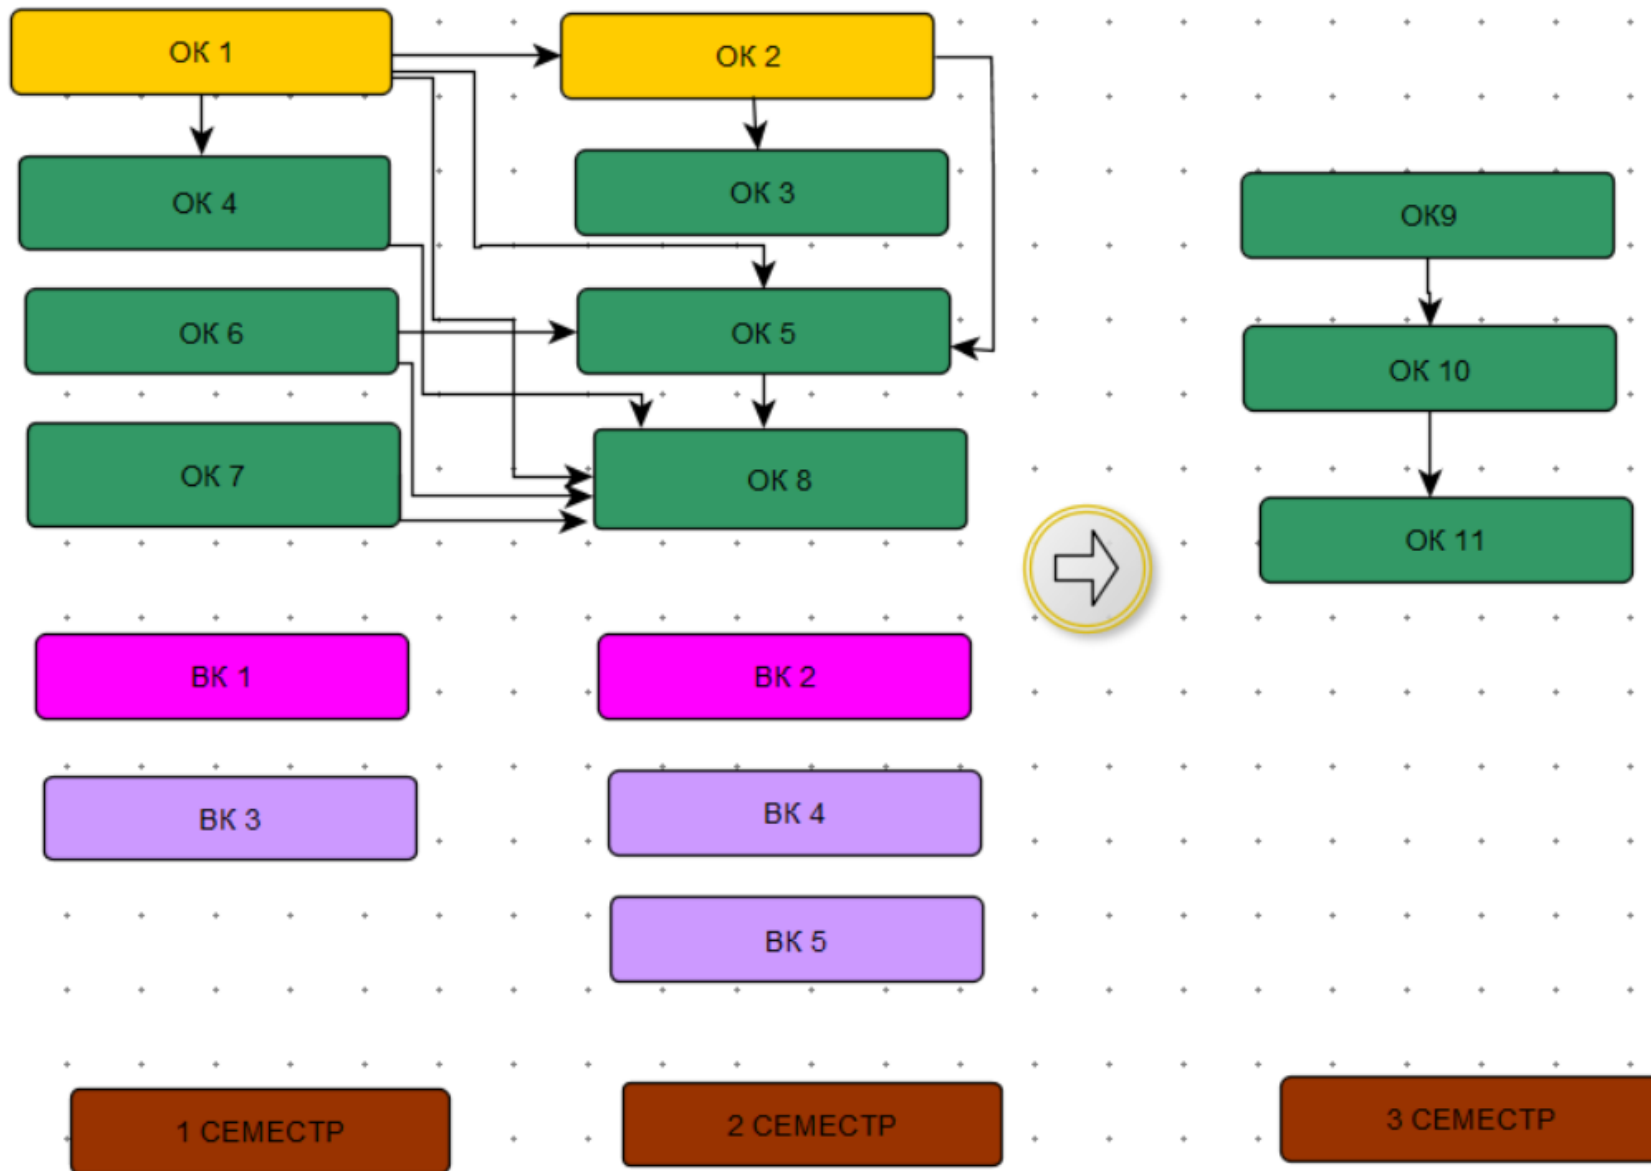 ОК 1
ОК 2
ОК 4
ОК 3
ОК9
ОК 6
ОК 5
ОК 10
ОК 7
ОК 8
ОК 11
ВК 1
ВК 2
ВК 3
ВК 4
ВК 5
1 СЕМЕСТР
2 СЕМЕСТР
3 СЕМЕСТР